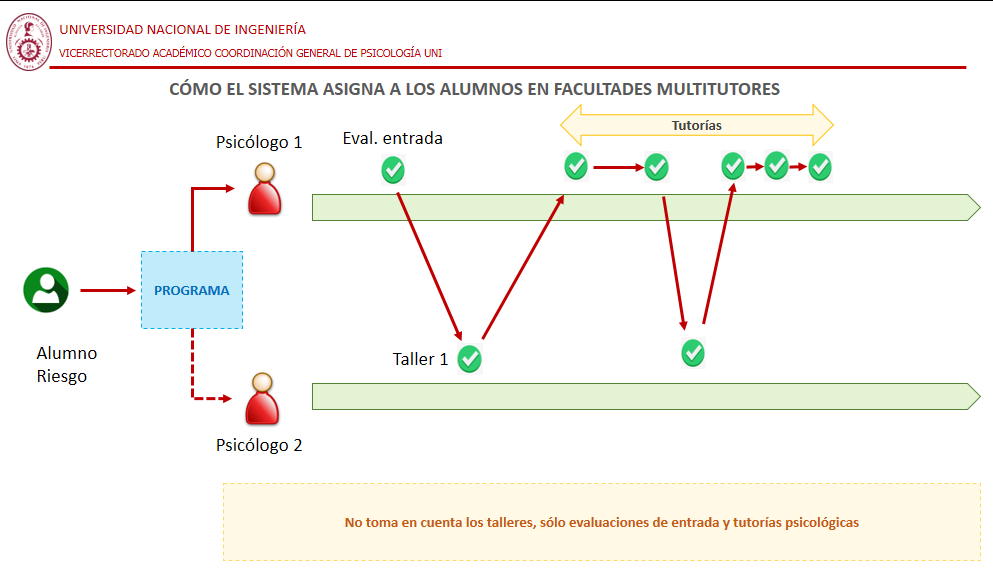 UNIVERSIDAD NACIONAL DE INGENIERÍA
VICERRECTORADO ACADÉMICO COORDINACIÓN GENERAL DE PSICOLOGÍA UNI
CÓMO EL SISTEMA ASIGNA A LOS ALUMNOS EN FACULTADES MULTITUTORES
Tutorías
Psicólogo 1
Eval. entrada
PROGRAMA
Alumno
Riesgo
Taller 1
Psicólogo 2
No toma en cuenta los talleres, sólo evaluaciones de entrada y tutorías psicológicas